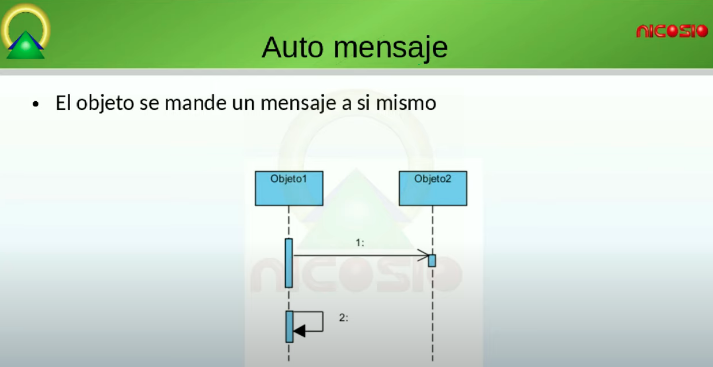 NICOSIO
Auto mensaje
• El objeto se mande un mensaje a si mismo
Objeto1
Objeto2
1:
NICOSIO
2: